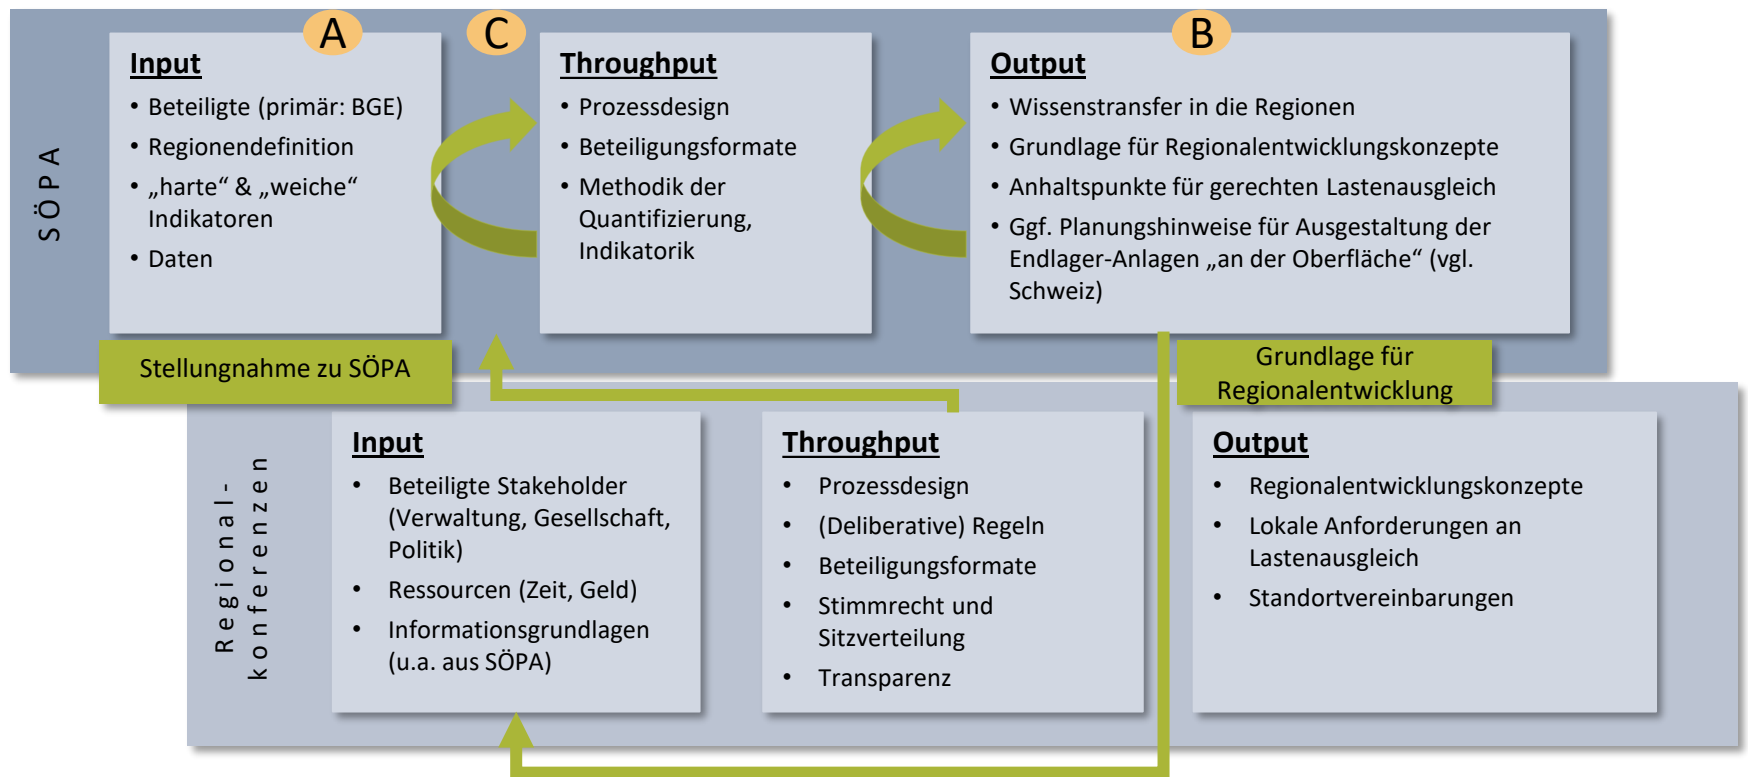 A
C
B
SÖPA
Input
• Beteiligte (primär: BGE)
• Regionendefinition
• „harte“ & „weiche“
Indikatoren
• Daten
Throughput
• Prozessdesign
• Beteiligungsformate
• Methodik der
Quantifizierung,
Indikatorik
Output
• Wissenstransfer in die Regionen
• Grundlage für Regionalentwicklungskonzepte
• Anhaltspunkte für gerechten Lastenausgleich
• Ggf. Planungshinweise für Ausgestaltung der
Endlager-Anlagen „an der Oberfläche“ (vgl.
Schweiz)
Stellungnahme zu SÖPA
Grundlage für
Regionalentwicklung
Regional-
konferenzen
Input
• Beteiligte Stakeholder
(Verwaltung, Gesellschaft,
Politik)
• Ressourcen (Zeit, Geld)
• Informationsgrundlagen
(u.a. aus SÖPA)
Throughput
• Prozessdesign
• (Deliberative) Regeln
• Beteiligungsformate
• Stimmrecht und
Sitzverteilung
• Transparenz
Output
• Regionalentwicklungskonzepte
• Lokale Anforderungen an
Lastenausgleich
• Standortvereinbarungen